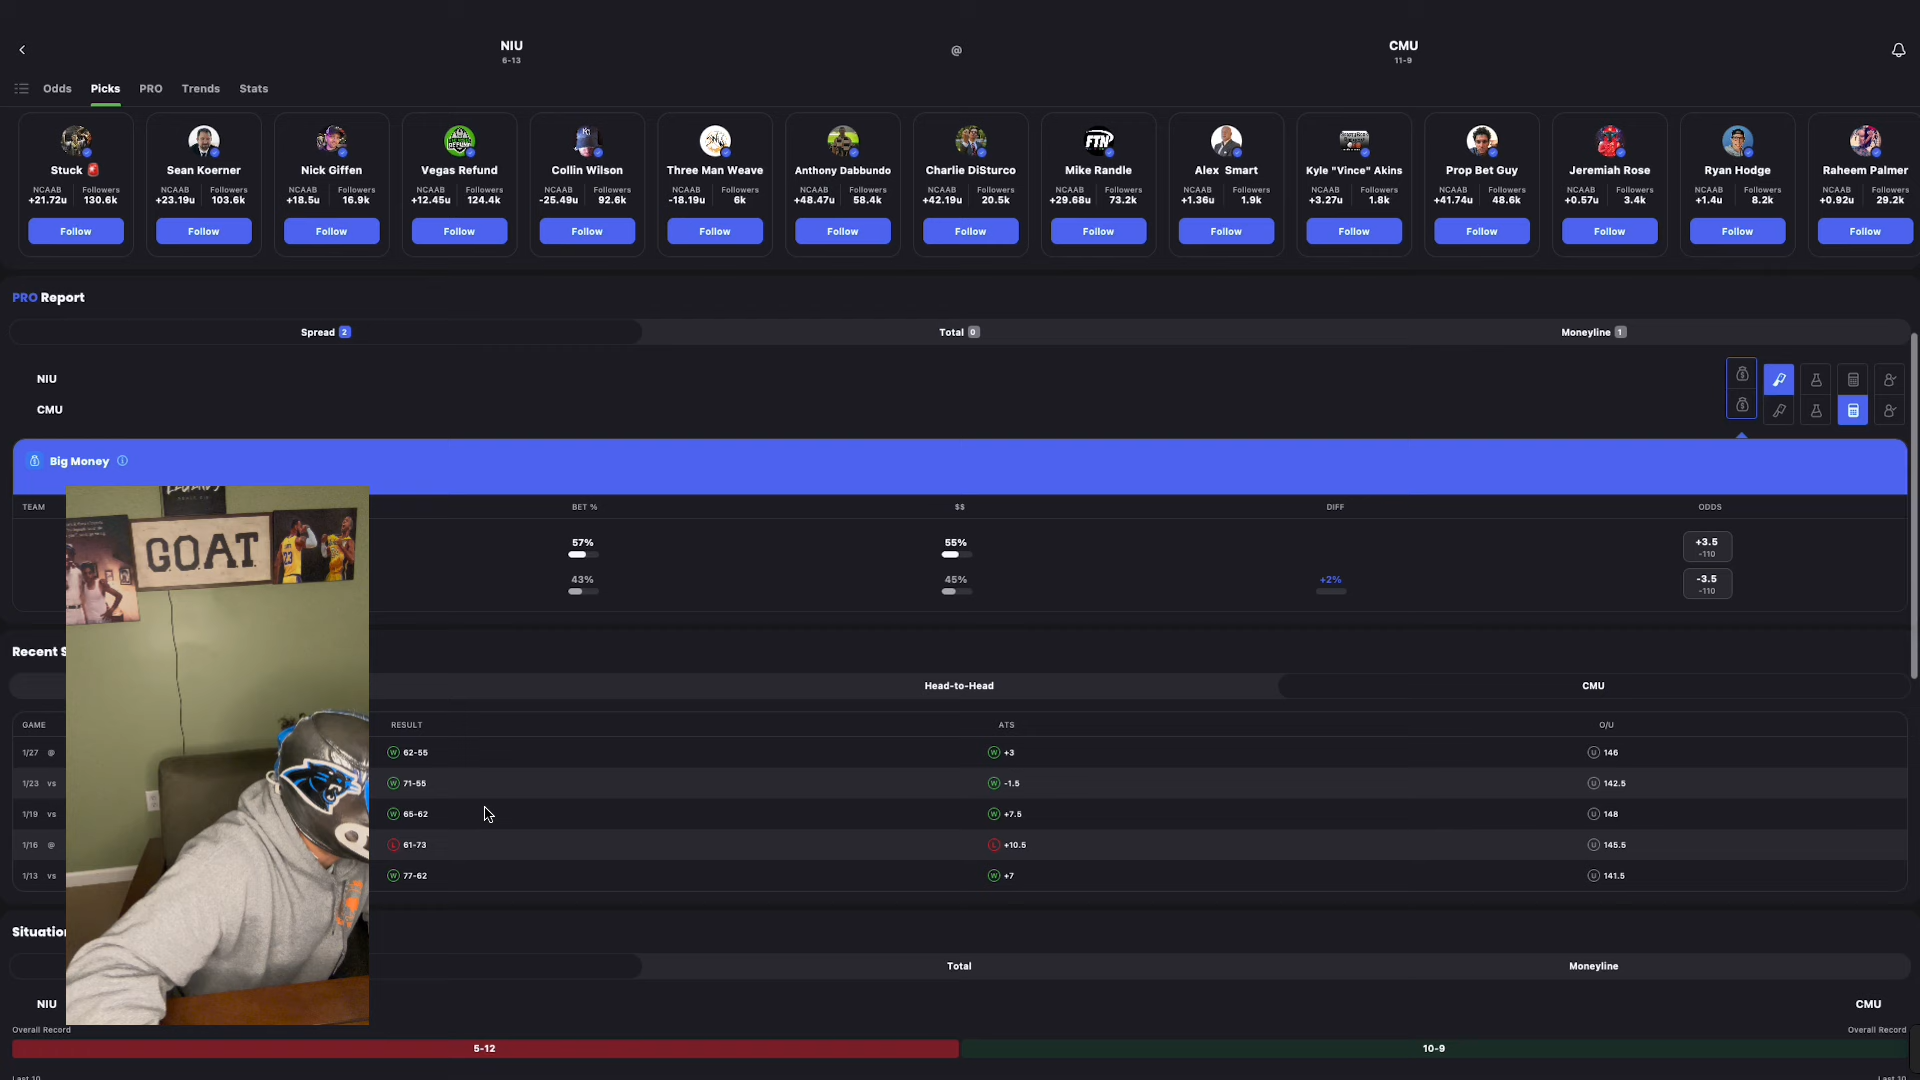 NIU
6-13
@
CMU
11-9
Odds
Picks
PRO
Trends
Stats
Stuck 🚨
NCAAB Followers
+21.72u 130.6k
Follow
Sean Koerner
NCAAB Followers
+23.19u 103.6k
Follow
Nick Giffen
NCAAB Followers
+18.5u 16.9k
Follow
Vegas Refund
NCAAB Followers
+12.45u 124.4k
Follow
Collin Wilson
NCAAB Followers
-25.49u 92.6k
Follow
Three Man Weave
NCAAB Followers
-18.19u 6k
Follow
Anthony Dabbundo
NCAAB Followers
+48.47u 58.4k
Follow
Charlie DiSturco
NCAAB Followers
+42.19u 20.5k
Follow
FTN
Mike Randle
NCAAB Followers
+29.68u 73.2k
Follow
Alex Smart
NCAAB Followers
+1.36u 1.9k
Follow
Kyle "Vince" Akins
NCAAB Followers
+3.27u 1.8k
Follow
Prop Bet Guy
NCAAB Followers
+41.74u 48.6k
Follow
Jeremiah Rose
NCAAB Followers
+0.57u 3.4k
Follow
Ryan Hodge
NCAAB Followers
+1.4u 8.2k
Follow
Raheem Palmer
NCAAB Followers
+0.92u 29.2k
Follow
PRO Report
Spread 2
Total 0
Moneyline 1
NIU
CMU
Big Money
TEAM BET % $$ DIFF ODDS
57% 55% +3.5
-110
43% 45% +2% -3.5
-110
G.O.A.T.
Recent S
Head-to-Head
CMU
GAME RESULT ATS O/U
1/27 @ W 62-55 W +3 U 146
1/23 vs W 71-55 W -1.5 U 142.5
1/19 vs W 65-62 W +7.5 U 148
1/16 @ L 61-73 L +10.5 U 145.5
1/13 vs W 77-62 W +7 U 141.5
Situation
Total
Moneyline
NIU
CMU
Overall Record
Overall Record
5-12
10-9
Last 10
Last 10